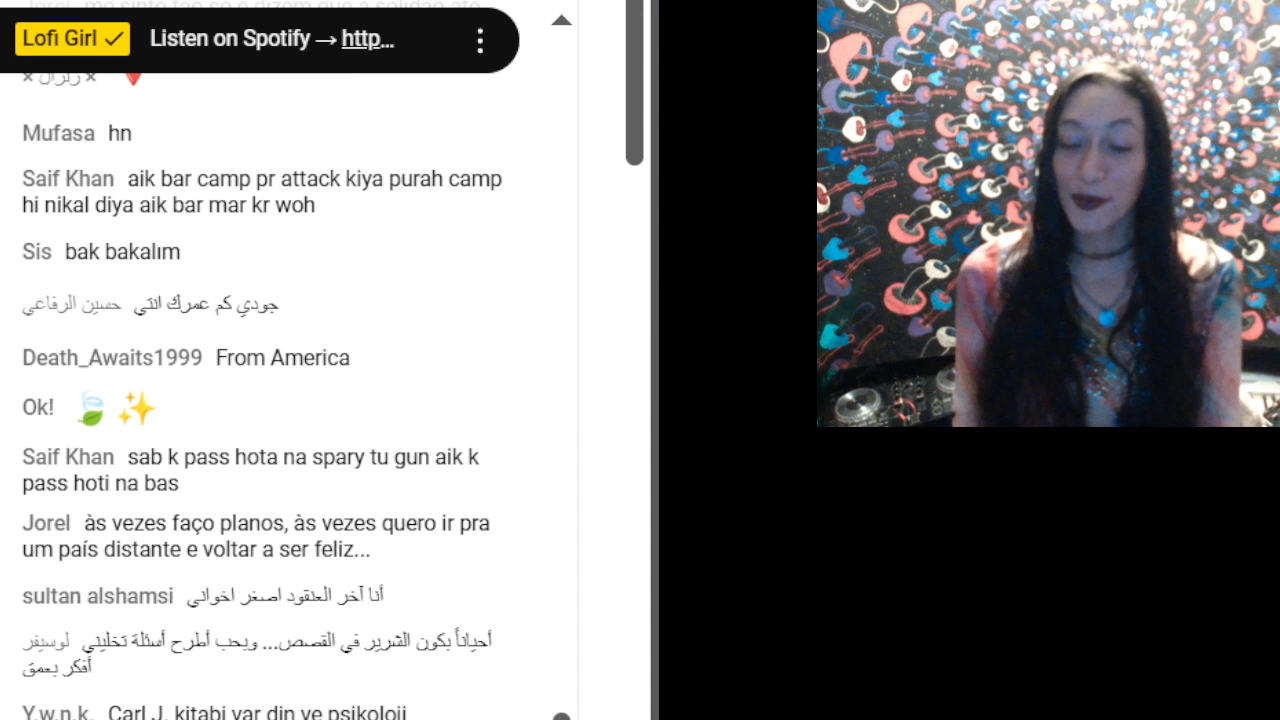 Lofi Girl ✓ Listen on Spotify → http...
Mufasa hn
Saif Khan aik bar camp pr attack kiya purah camp
hi nikal diya aik bar mar kr woh
Sis bak bakalım
حسين الرفاعي جودي كم عمرك انتي
Death_Awaits1999 From America
Ok! 🍃✨
Saif Khan sab k pass hota na spary tu gun aik k
pass hoti na bas
Jorel às vezes faço planos, às vezes quero ir pra
um país distante e voltar a ser feliz...
sultan alshamsi أنا آخر العنقود اصغر اخواني
لوسيفر أحياناً بكون الشرير في القصص... وبحب أطرح أسئلة تخليني
أفكر بعمق
Y.w.n.k. Carl J. kitabi var din ve psikoloji